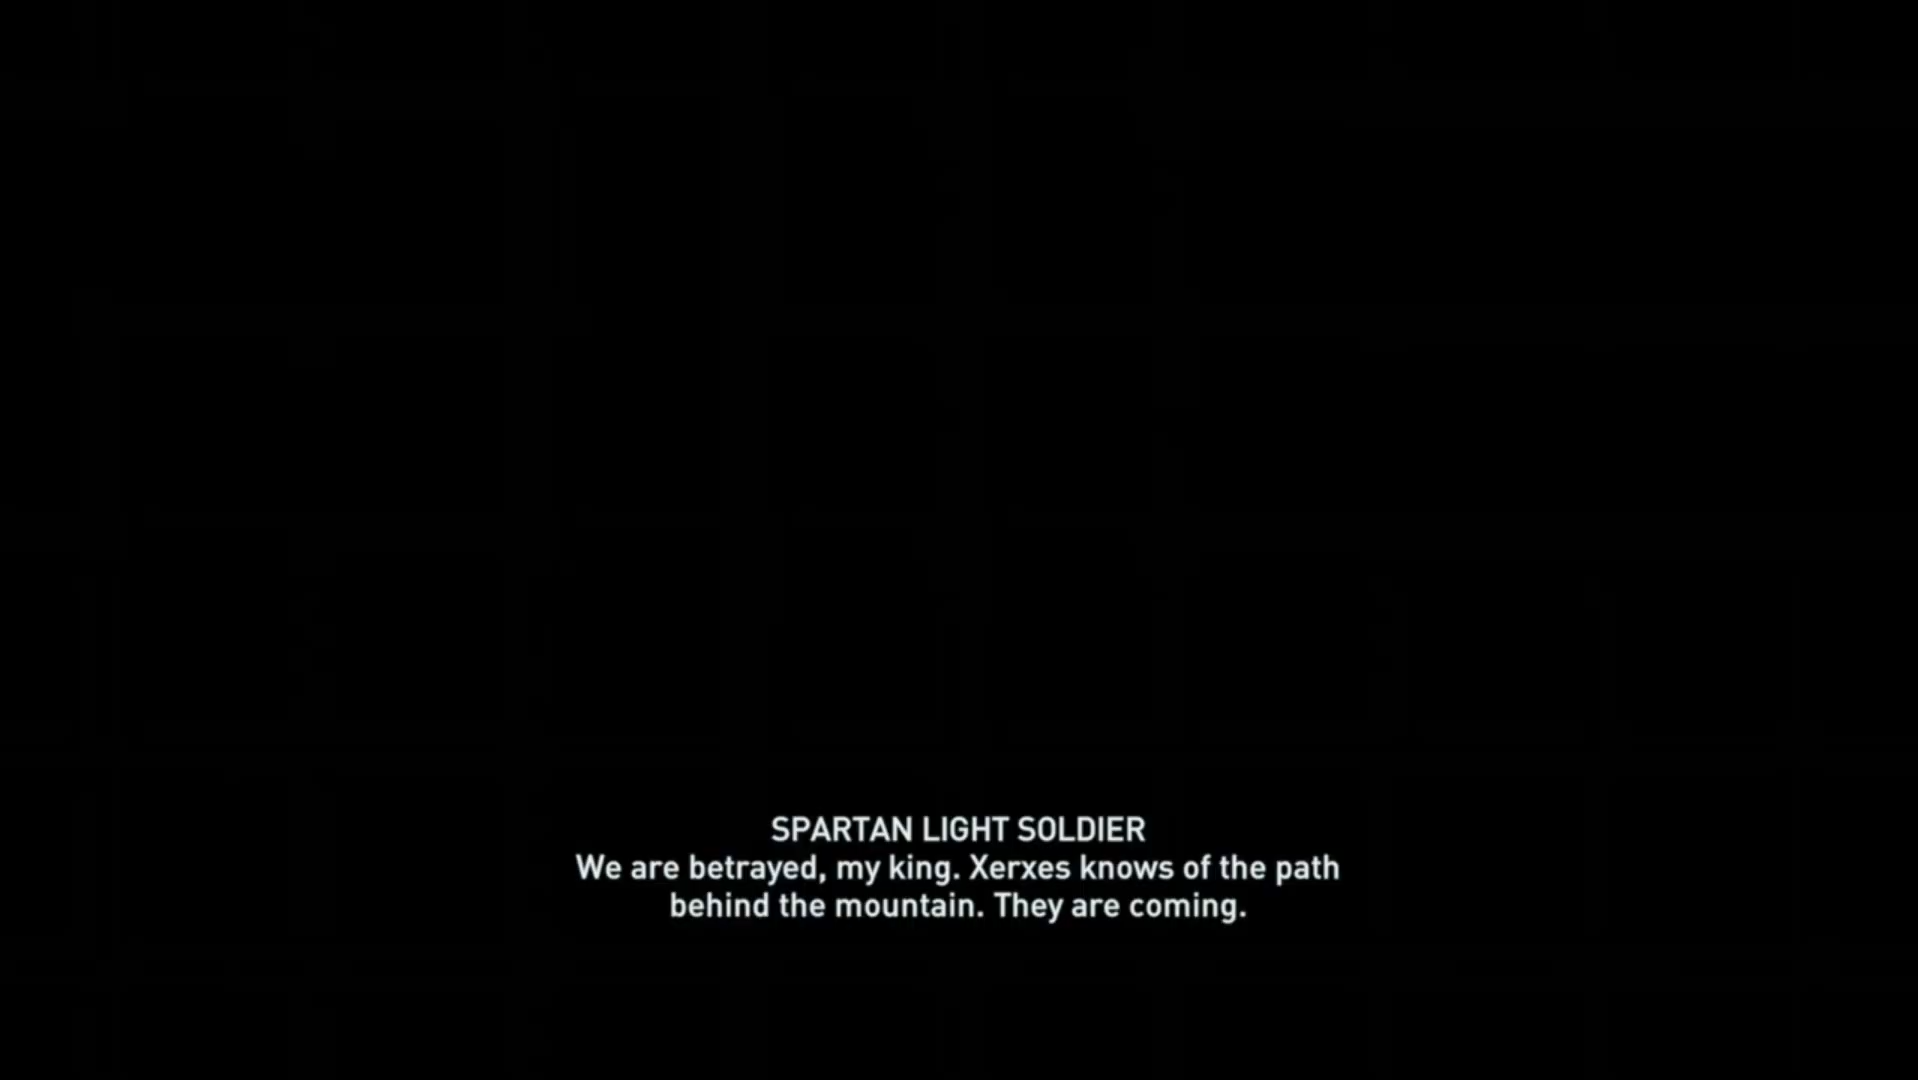 SPARTAN LIGHT SOLDIER
We are betrayed, my king. Xerxes knows of the path
behind the mountain. They are coming.